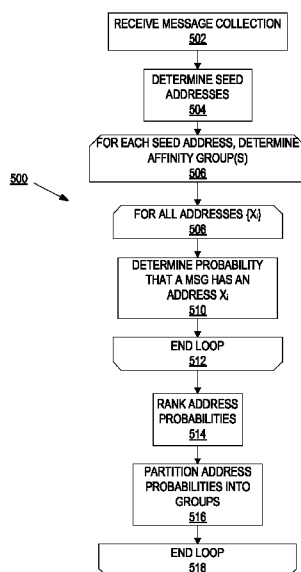 RECEIVE MESSAGE COLLECTION
502
DETERMINE SEED
ADDRESSES
504
FOR EACH SEED ADDRESS, DETERMINE
AFFINITY GROUP(S)
506
500
FOR ALL ADDRESSES {Xi}
508
DETERMINE PROBABILITY
THAT A MSG HAS AN
ADDRESS Xi
510
END LOOP
512
RANK ADDRESS
PROBABILITIES
514
PARTITION ADDRESS
PROBABILITIES INTO
GROUPS
516
END LOOP
518